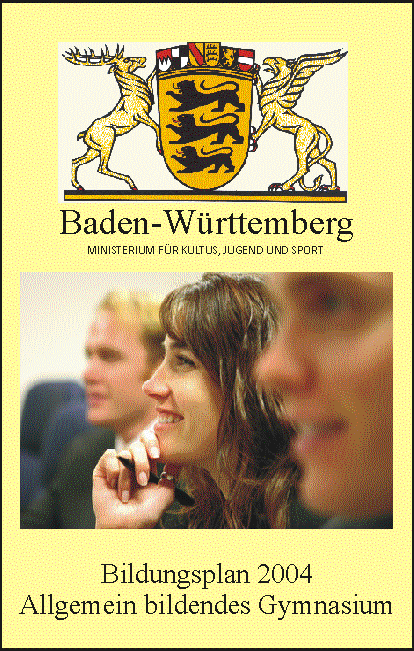 Baden-Württemberg
MINISTERIUM FÜR KULTUS, JUGEND UND SPORT
Bildungsplan 2004
Allgemein bildendes Gymnasium